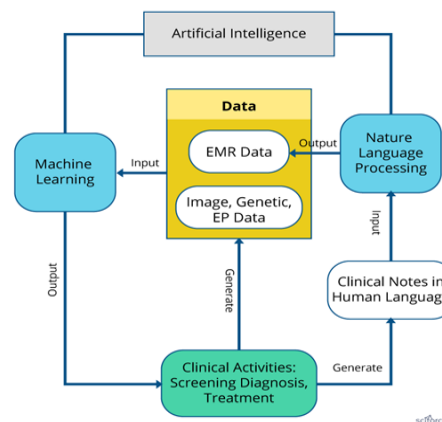 Artificial Intelligence
Data
EMR Data
Image, Genetic,
EP Data
Machine
Learning
Input
Output
Nature
Language
Processing
Input
Clinical Notes in
Human Language
Output
Generate
Clinical Activities:
Screening Diagnosis,
Treatment
Generate